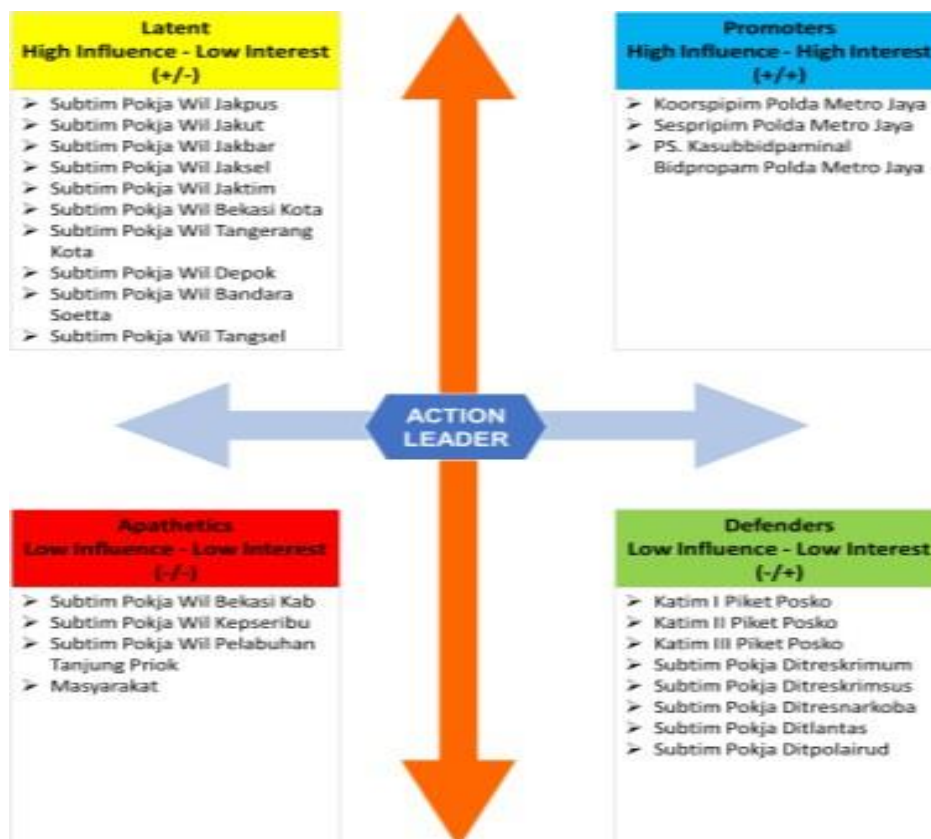 Latent
High Influence - Low Interest
(+/-)
➢ Subtim Pokja Wil Jakpus
➢ Subtim Pokja Wil Jakut
➢ Subtim Pokja Wil Jakbar
➢ Subtim Pokja Wil Jaksel
➢ Subtim Pokja Wil Jaktim
➢ Subtim Pokja Wil Bekasi Kota
➢ Subtim Pokja Wil Tangerang
Kota
➢ Subtim Pokja Wil Depok
➢ Subtim Pokja Wil Bandara
Soetta
➢ Subtim Pokja Wil Tangsel
Promoters
High Influence - High Interest
(+/+)
➢ Koorspipim Polda Metro Jaya
➢ Sespripim Polda Metro Jaya
➢ PS. Kasubbidpaminal
Bidpropam Polda Metro Jaya
ACTION
LEADER
Apathetics
Low Influence - Low Interest
(-/-)
➢ Subtim Pokja Wil Bekasi Kab
➢ Subtim Pokja Wil Kepseribu
➢ Subtim Pokja Wil Pelabuhan
Tanjung Priok
➢ Masyarakat
Defenders
Low Influence - Low Interest
(-/+)
➢ Katim I Piket Posko
➢ Katim II Piket Posko
➢ Katim III Piket Posko
➢ Subtim Pokja Ditreskrimum
➢ Subtim Pokja Ditreskrimsus
➢ Subtim Pokja Ditresnarkoba
➢ Subtim Pokja Ditlantas
➢ Subtim Pokja Ditpolairud